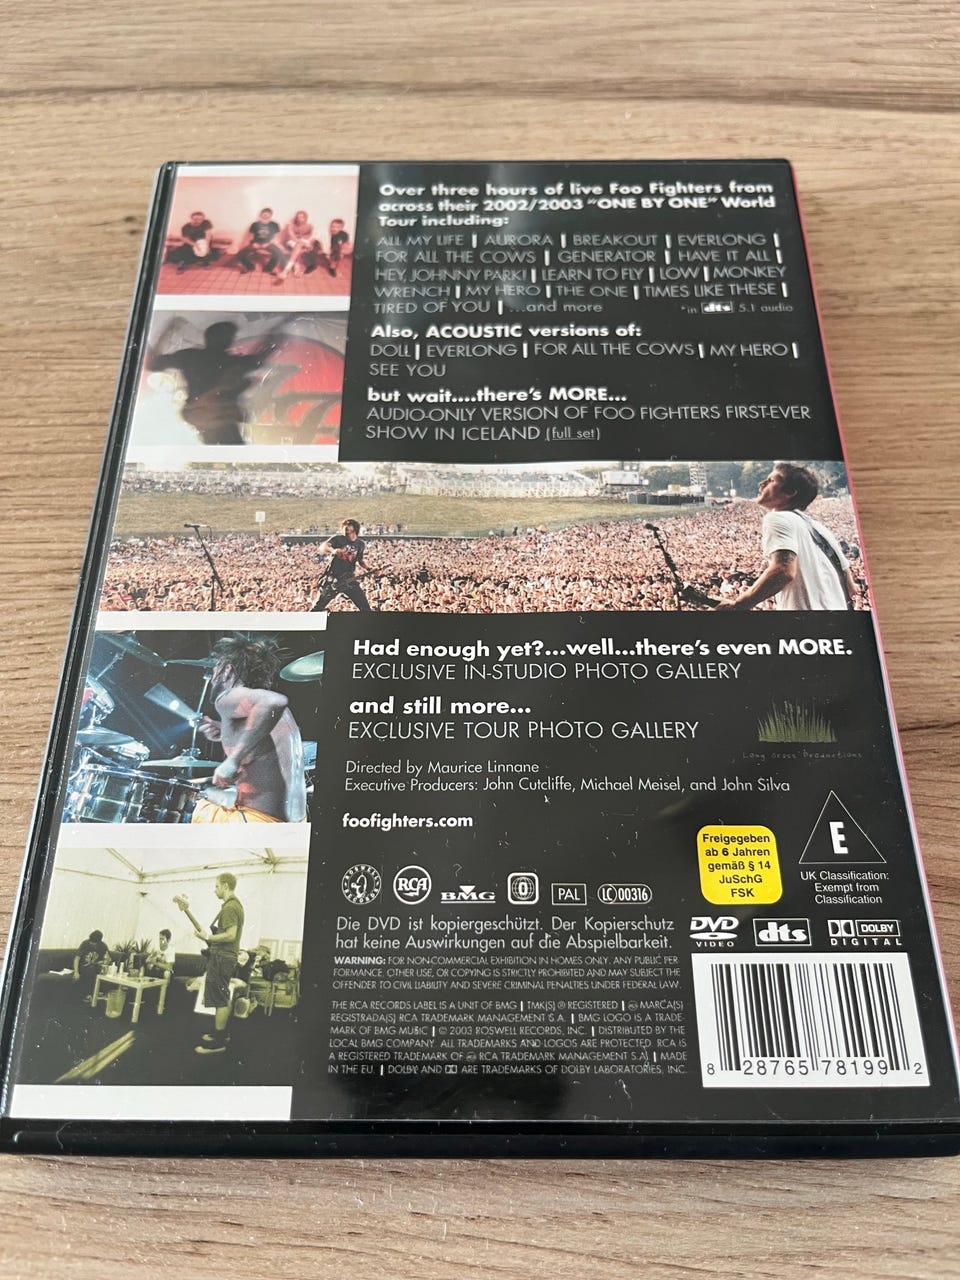 Over three hours of live Foo Fighters from
across their 2002/2003 "ONE BY ONE" World
Tour including:
ALL MY LIFE | AURORA | BREAKOUT | EVERLONG |
FOR ALL THE COWS | GENERATOR | HAVE IT ALL |
HEY, JOHNNY PARK! | LEARN TO FLY | LOW | MONKEY
WRENCH | MY HERO | THE ONE | TIMES LIKE THESE |
TIRED OF YOU | ...and more
*in dts 5.1 audio
Also, ACOUSTIC versions of:
DOLL | EVERLONG | FOR ALL THE COWS | MY HERO |
SEE YOU
but wait....there's MORE...
AUDIO-ONLY VERSION OF FOO FIGHTERS FIRST-EVER
SHOW IN ICELAND (full set)
Had enough yet?...well...there's even MORE.
EXCLUSIVE IN-STUDIO PHOTO GALLERY
and still more...
EXCLUSIVE TOUR PHOTO GALLERY
Long Grass Productions
Directed by Maurice Linnane
Executive Producers: John Cutcliffe, Michael Meisel, and John Silva
foofighters.com
Freigegeben
ab 6 Jahren
gemäß § 14
JuSchG
FSK
E
UK Classification:
Exempt from
Classification
ROSWELL RECORDS
RCA
BMG
0
PAL
LC 00316
Die DVD ist kopiergeschützt. Der Kopierschutz
hat keine Auswirkungen auf die Abspielbarkeit.
DVD
VIDEO
dts
DOLBY
DIGITAL
WARNING: FOR NON-COMMERCIAL EXHIBITION IN HOMES ONLY. ANY PUBLIC PER
FORMANCE, OTHER USE, OR COPYING IS STRICTLY PROHIBITED AND MAY SUBJECT THE
OFFENDER TO CIVIL LIABILITY AND SEVERE CRIMINAL PENALTIES UNDER FEDERAL LAW.
THE RCA RECORDS LABEL IS A UNIT OF BMG | TMK(S) ® REGISTERED | MARCA(S)
REGISTRADA(S) RCA TRADEMARK MANAGEMENT S.A. | BMG LOGO IS A TRADE-
MARK OF BMG MUSIC | © 2003 ROSWELL RECORDS, INC. | DISTRIBUTED BY THE
LOCAL BMG COMPANY. ALL TRADEMARKS AND LOGOS ARE PROTECTED. RCA IS
A REGISTERED TRADEMARK OF RCA TRADEMARK MANAGEMENT S.A. | MADE
IN THE EU. | DOLBY AND ARE TRADEMARKS OF DOLBY LABORATORIES, INC.
8 28765 78199 2